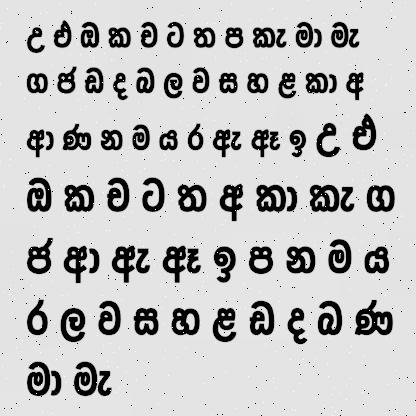 උ එ ඔ ක ච ට ත ප කැ මා මැ
ග ජ ඩ ද බ ල ව ස හ ළ කා අ
ආ ණ න ම ය ර ඇ ඈ ඉ උ එ
ඔ ක ච ට ත අ කා කැ ග
ජ ආ ඇ ඈ ඉ ප න ම ය
ර ල ව ස හ ළ ඩ ද බ ණ
මා මැ